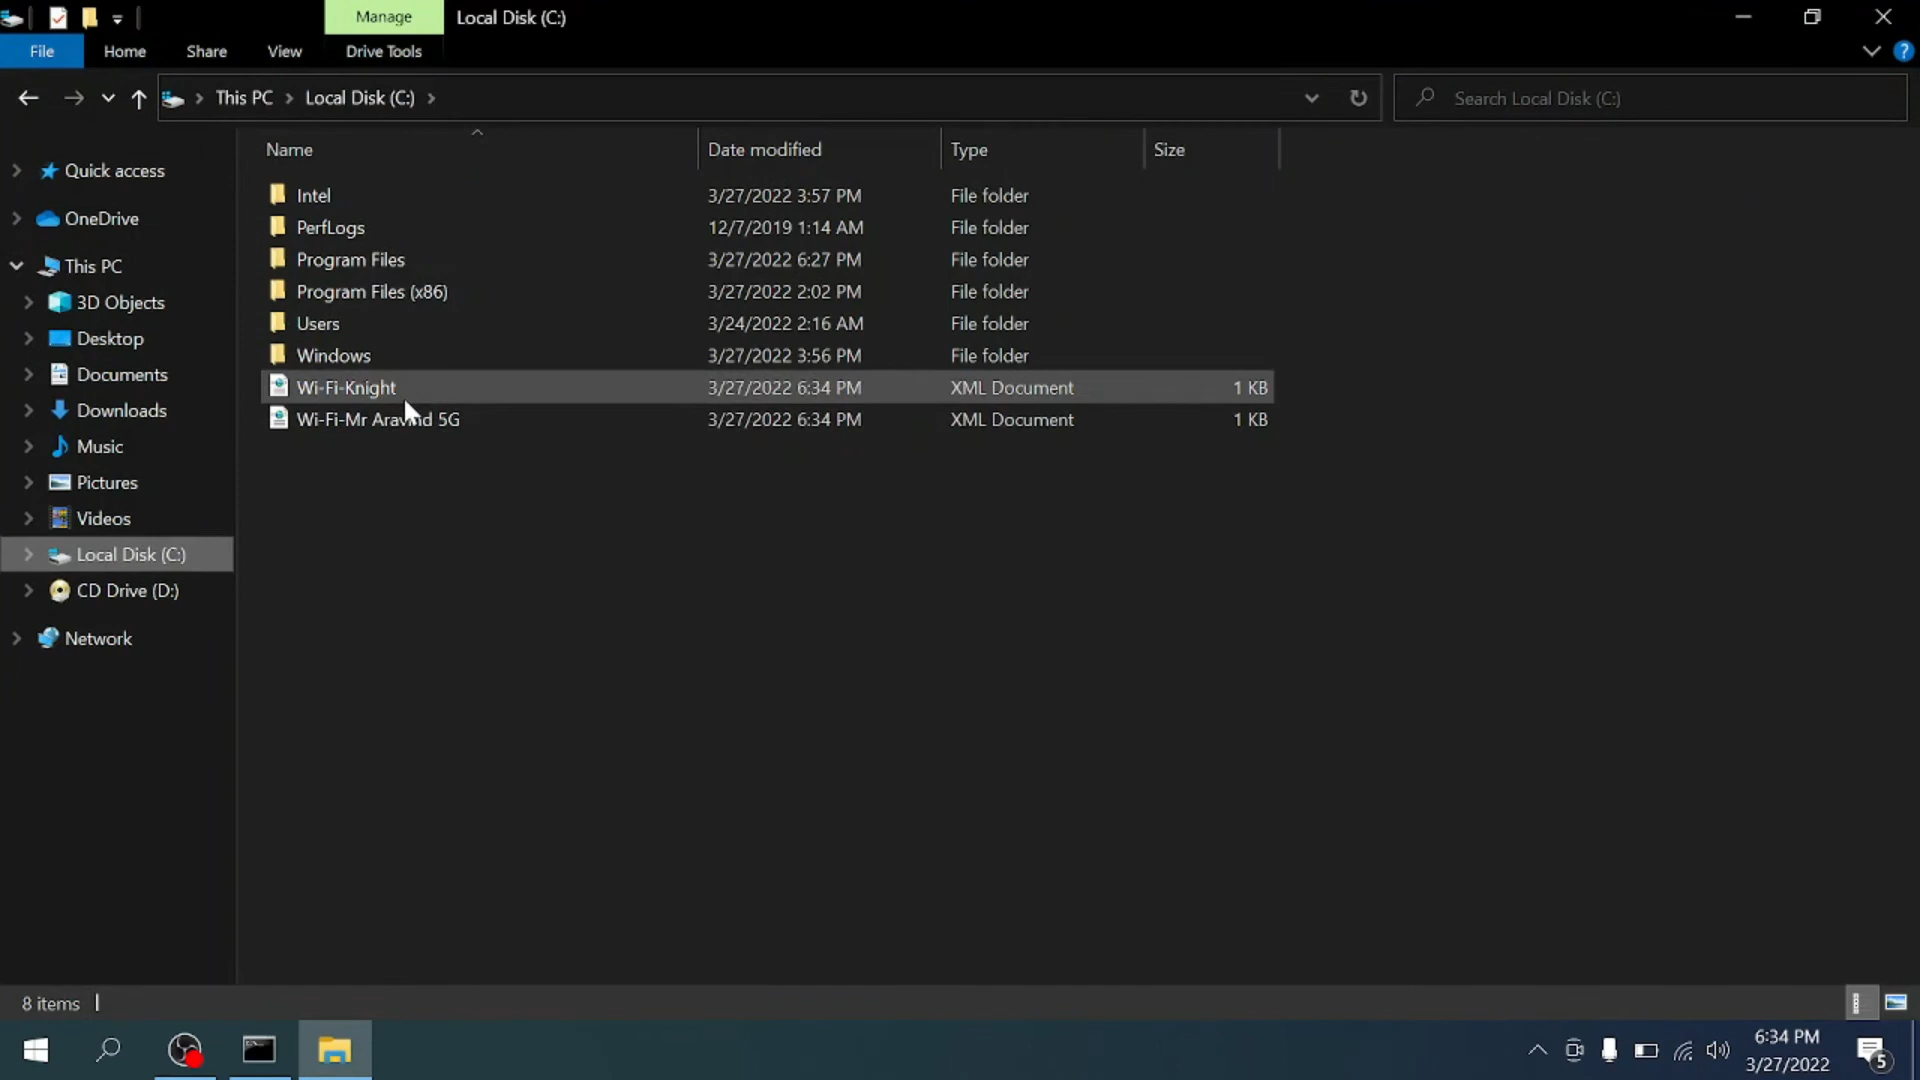 Manage
Local Disk (C:)
File
Home
Share
View
Drive Tools
?
This PC
Local Disk (C:)
Search Local Disk (C:)
Name
Date modified
Type
Size
Quick access
OneDrive
This PC
3D Objects
Desktop
Documents
Downloads
Music
Pictures
Videos
Local Disk (C:)
CD Drive (D:)
Network
Intel 3/27/2022 3:57 PM File folder
PerfLogs 12/7/2019 1:14 AM File folder
Program Files 3/27/2022 6:27 PM File folder
Program Files (x86) 3/27/2022 2:02 PM File folder
Users 3/24/2022 2:16 AM File folder
Windows 3/27/2022 3:56 PM File folder
Wi-Fi-Knight 3/27/2022 6:34 PM XML Document 1 KB
Wi-Fi-Mr Aravind 5G 3/27/2022 6:34 PM XML Document 1 KB
8 items
6:34 PM
3/27/2022
5